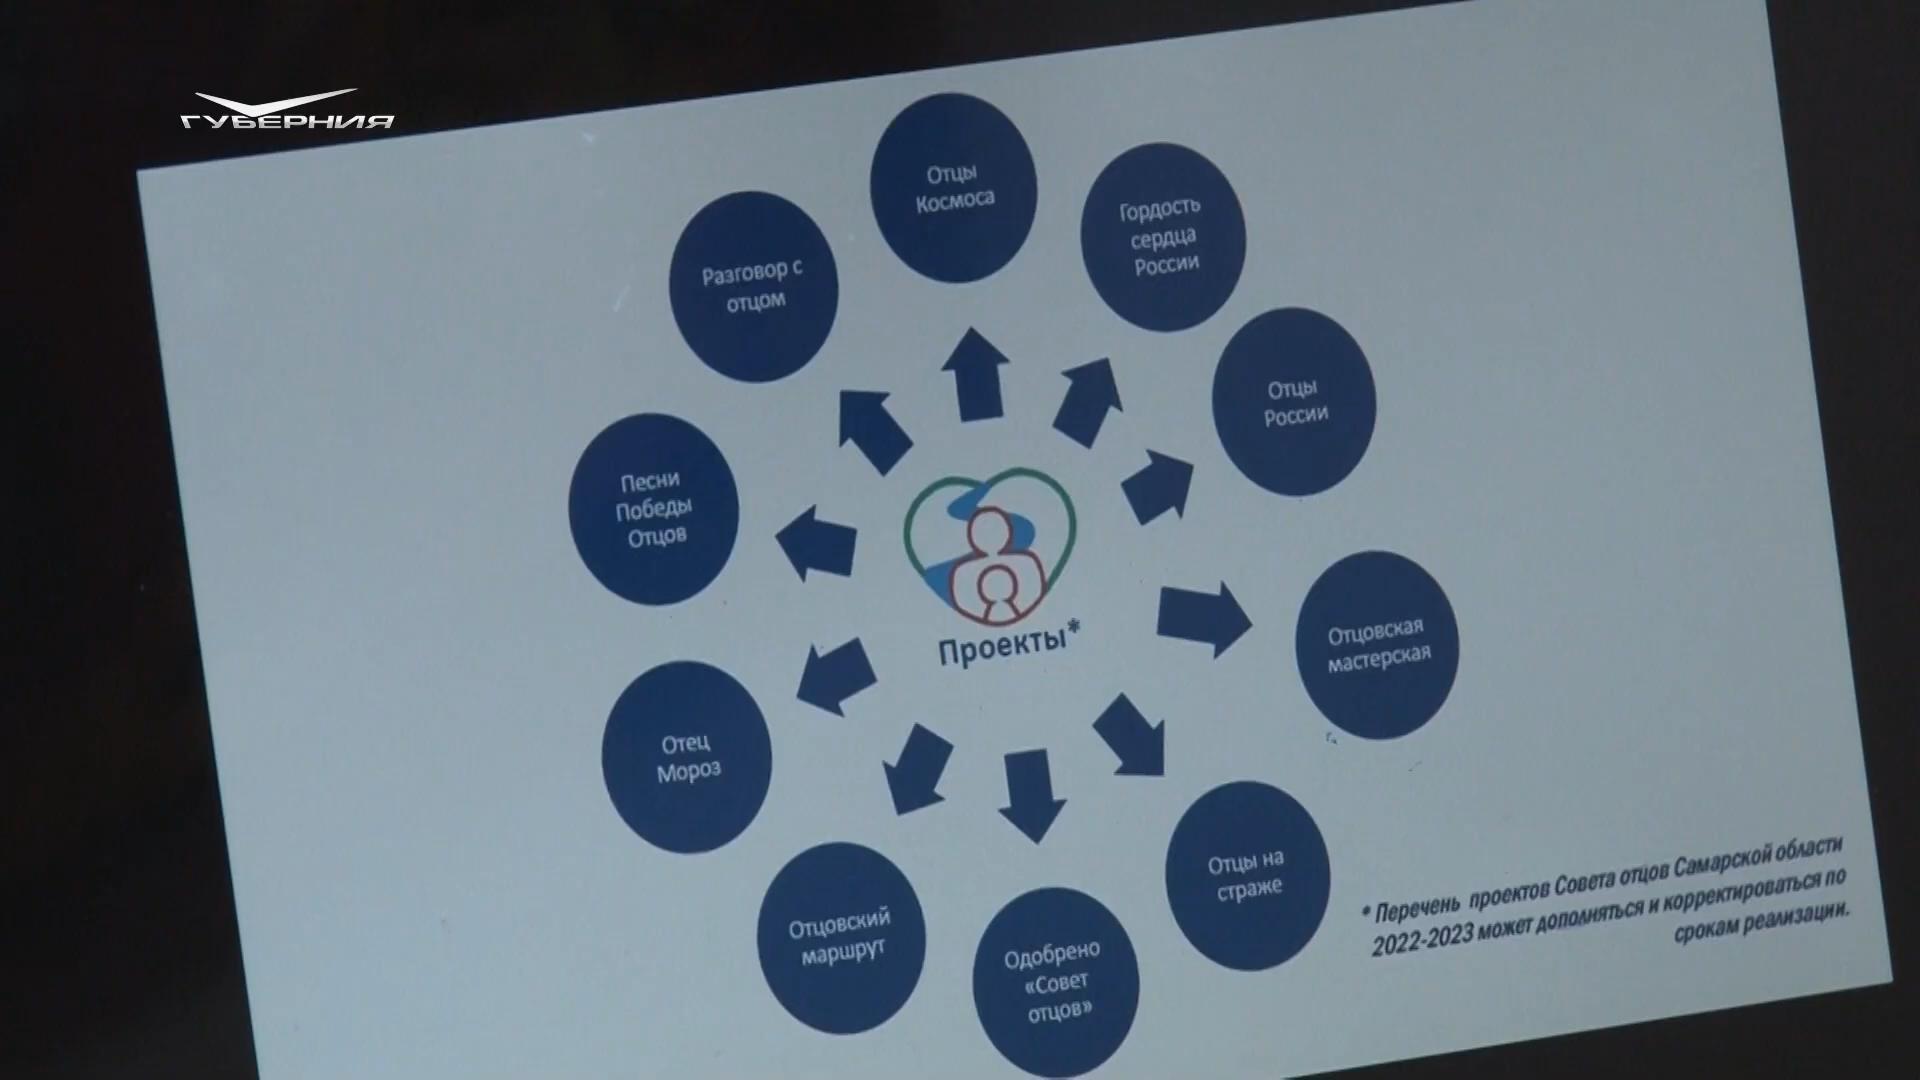 ГУБЕРНИЯ
Отцы
Космоса
Гордость
сердца
России
Отцы
России
Отцовская
мастерская
Отцы на
страже
Одобрено
«Совет
отцов»
Отцовский
маршрут
Отец
Мороз
Песни
Победы
Отцов
Разговор с
отцом
Проекты*
* Перечень проектов Совета отцов Самарской области
2022-2023 может дополняться и корректироваться по
срокам реализации.